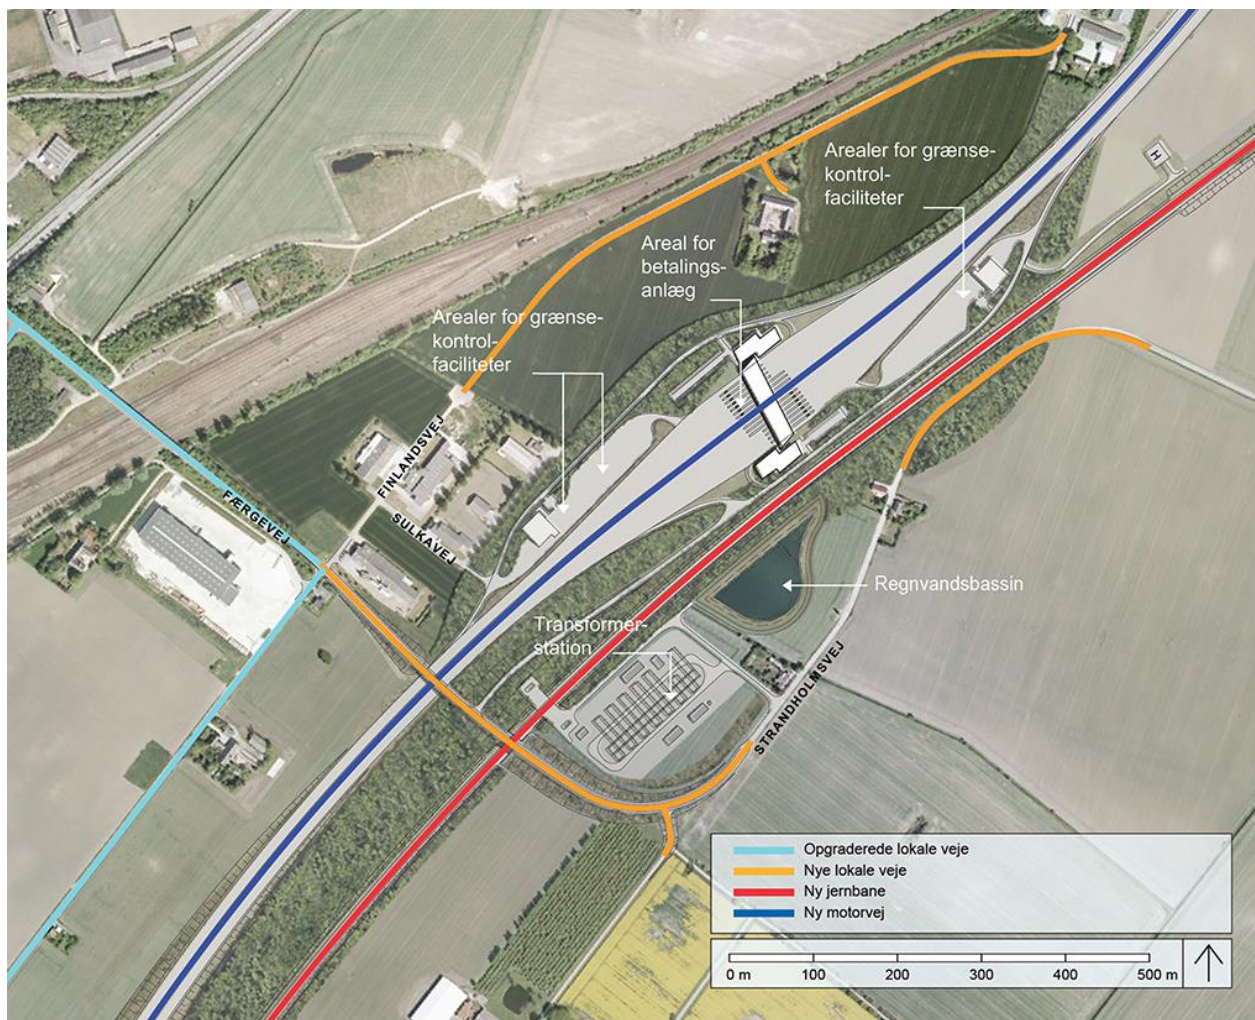 Arealer for grænse-
kontrol-
faciliteter
H
Areal for
betalings-
anlæg
Arealer for grænse-
kontrol-
faciliteter
FINLANDSVEJ
FÆRGEVEJ
SULKAVEJ
Regnvandsbassin
Transformer-
station
STRANDHOLMSVEJ
Opgraderede lokale veje
Nye lokale veje
Ny jernbane
Ny motorvej
0 m 100 200 300 400 500 m